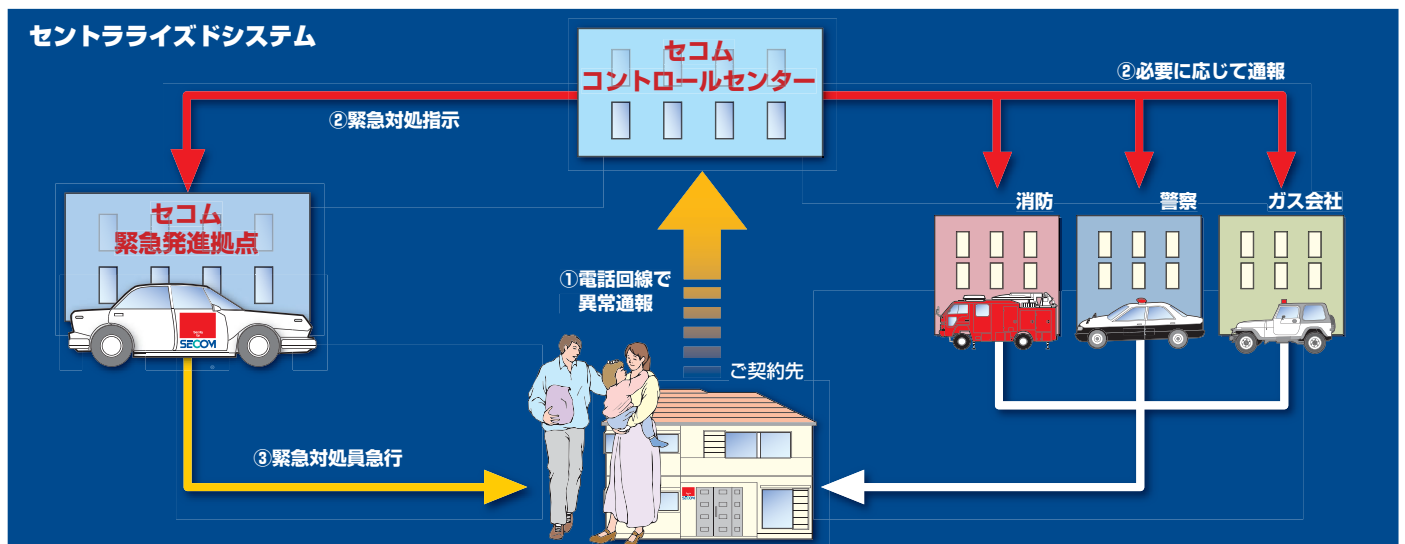 セントラライズドシステム
セコム
コントロールセンター
②必要に応じて通報
②緊急対処指示
消防
警察
ガス会社
セコム
緊急発進拠点
①電話回線で
異常通報
SECOM
ご契約先
③緊急対処員急行
SECOM